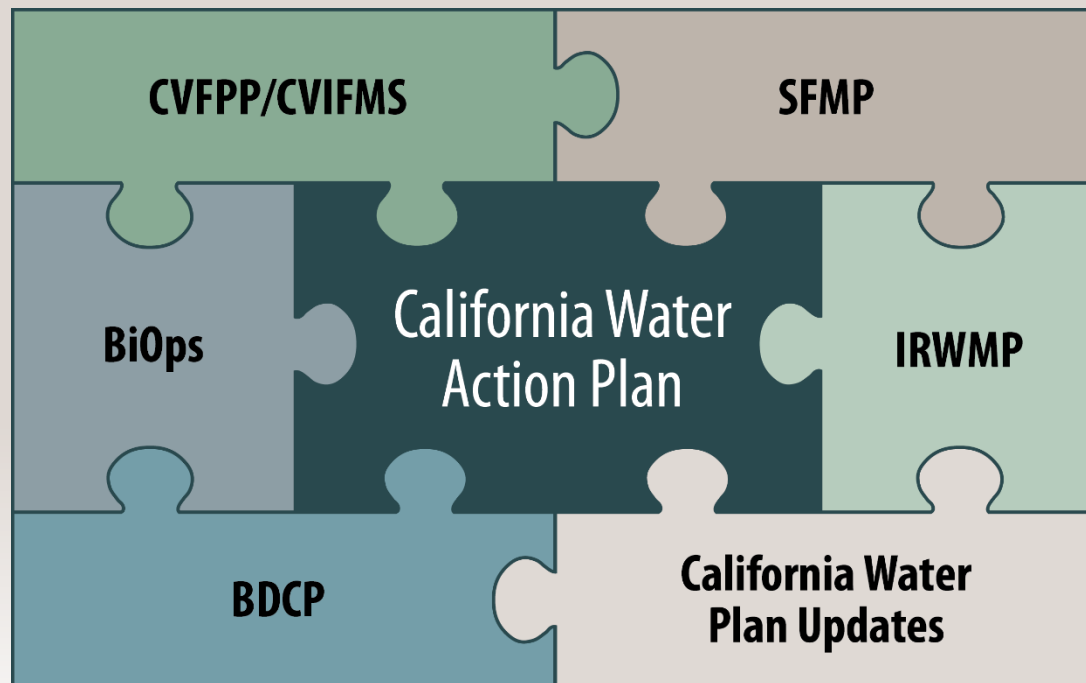 CVFPP/CVIFMS
SFMP
BiOps
California Water
Action Plan
IRWMP
BDCP
California Water
Plan Updates